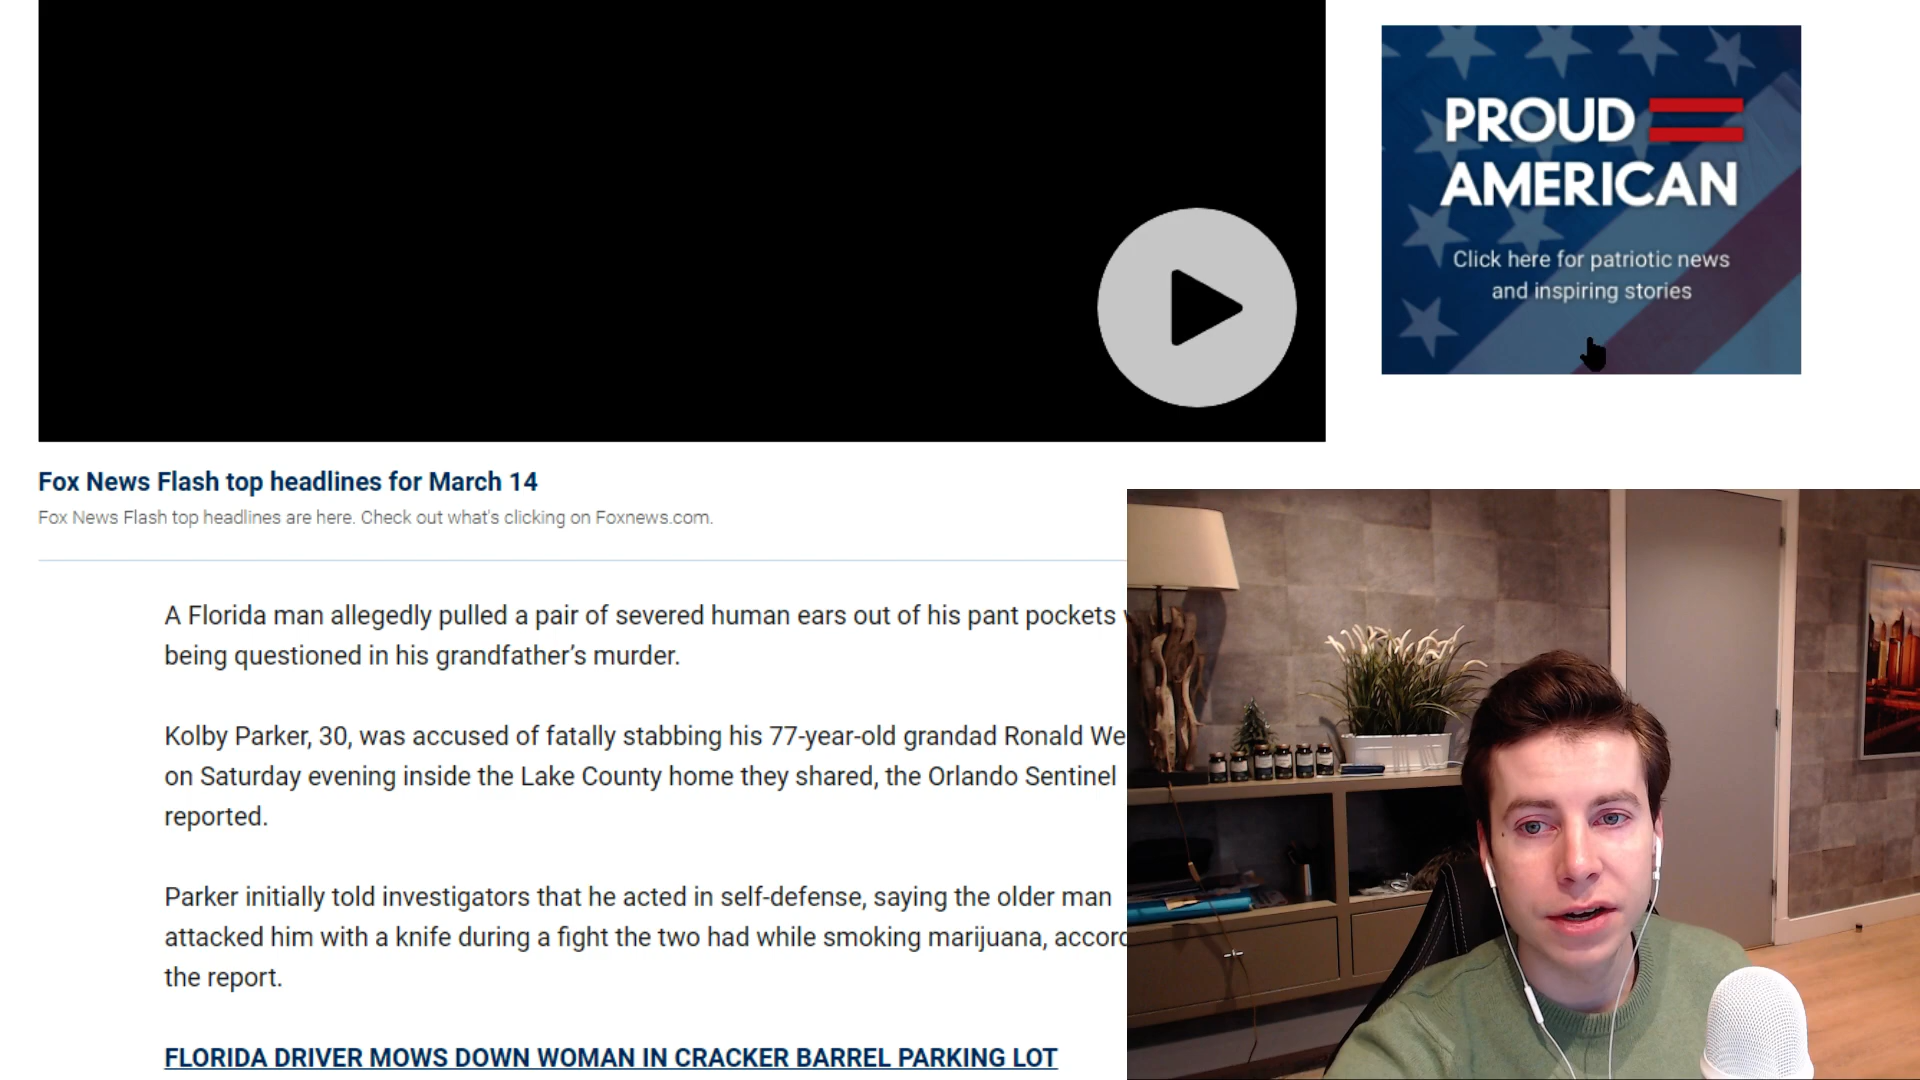 PROUD
AMERICAN
Click here for patriotic news
and inspiring stories
Fox News Flash top headlines for March 14
Fox News Flash top headlines are here. Check out what's clicking on Foxnews.com.
A Florida man allegedly pulled a pair of severed human ears out of his pant pockets
being questioned in his grandfather’s murder.
Kolby Parker, 30, was accused of fatally stabbing his 77-year-old grandad Ronald We
on Saturday evening inside the Lake County home they shared, the Orlando Sentinel
reported.
Parker initially told investigators that he acted in self-defense, saying the older man
attacked him with a knife during a fight the two had while smoking marijuana, accord
the report.
FLORIDA DRIVER MOWS DOWN WOMAN IN CRACKER BARREL PARKING LOT